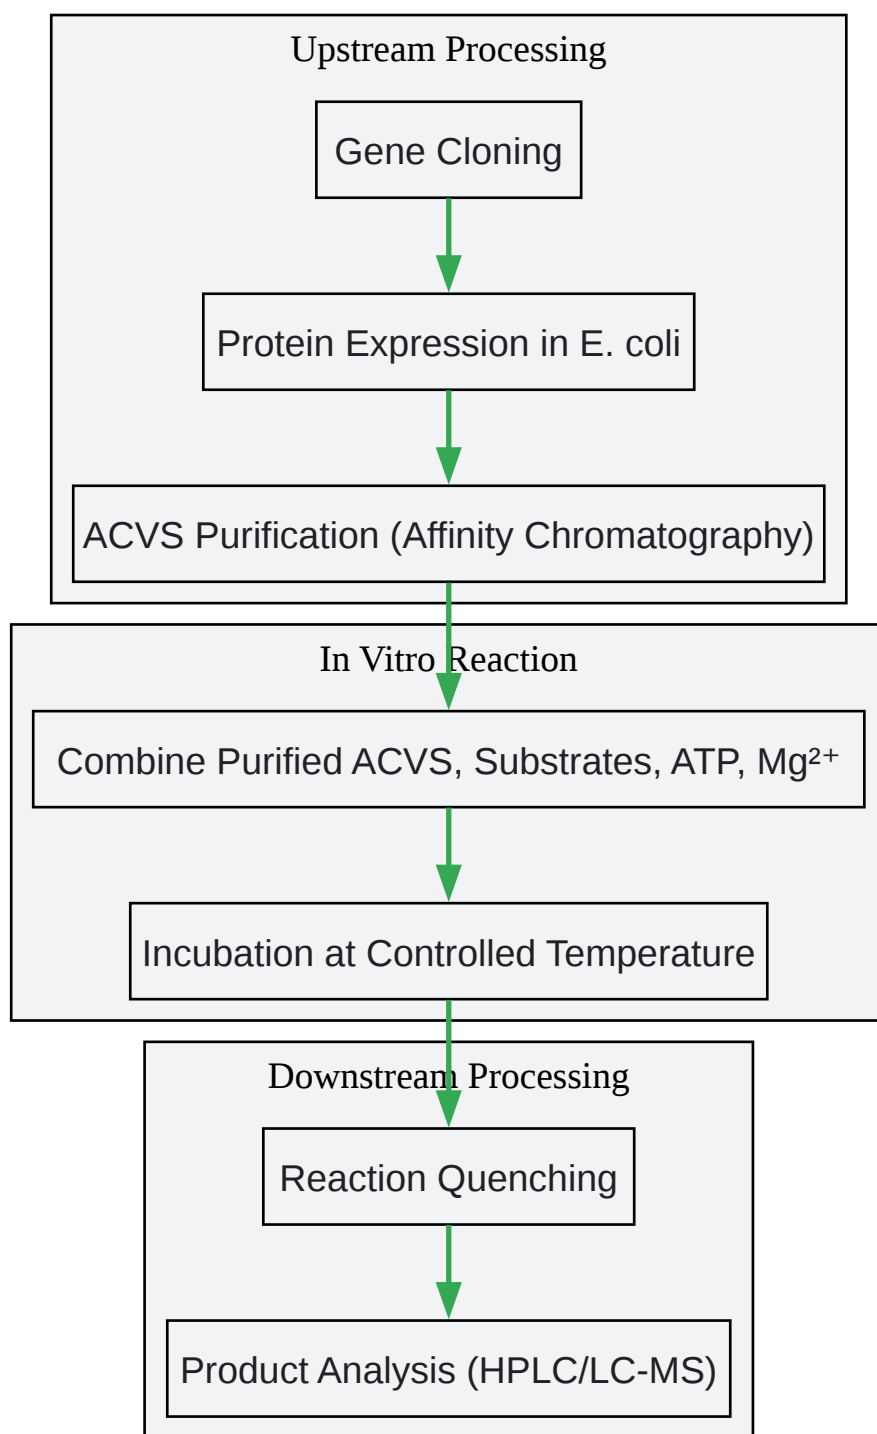 Upstream Processing
Gene Cloning
Protein Expression in E. coli
ACVS Purification (Affinity Chromatography)
In Vitro Reaction
Combine Purified ACVS, Substrates, ATP, Mg²⁺
Incubation at Controlled Temperature
Downstream Processing
Reaction Quenching
Product Analysis (HPLC/LC-MS)